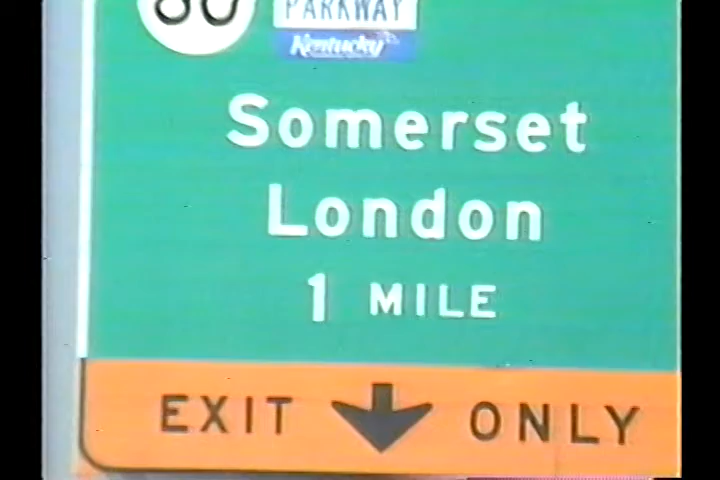 PARKWAY
Kentucky
Somerset
London
1 MILE
EXIT ONLY